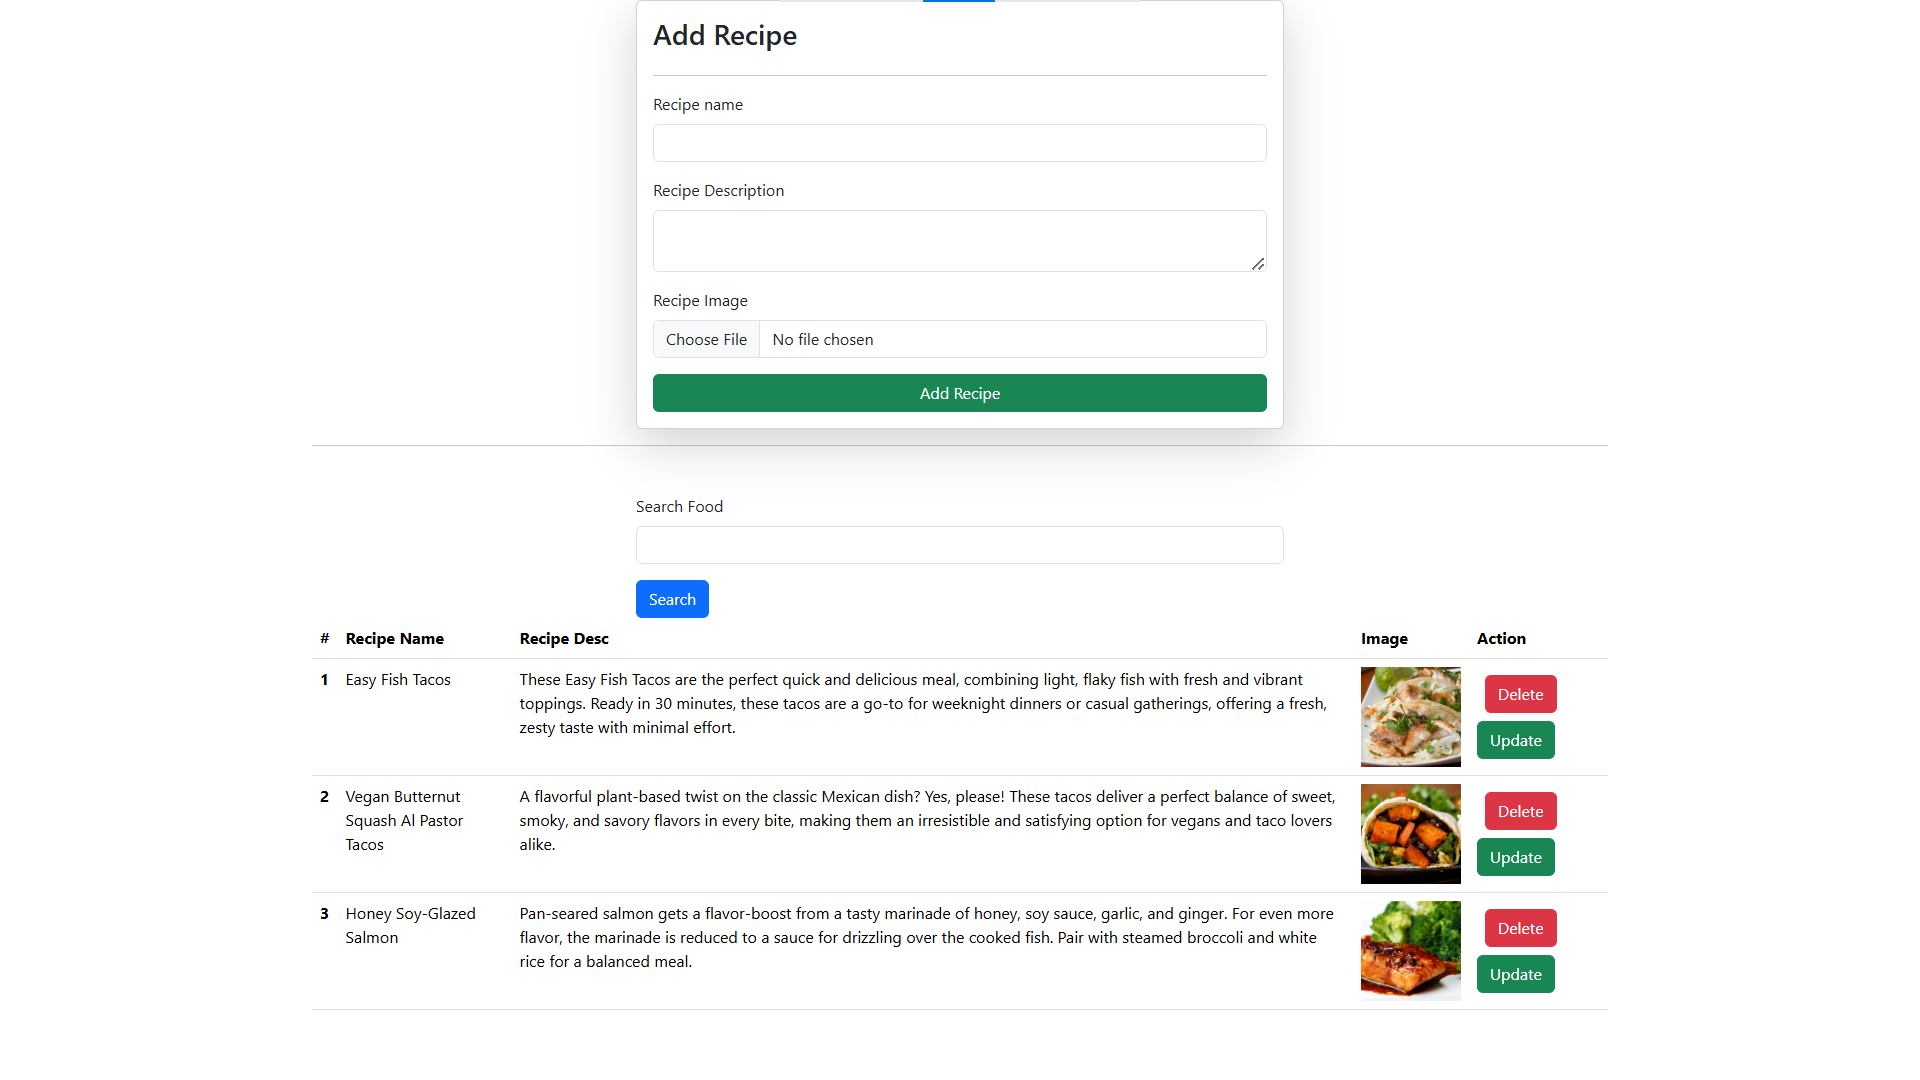 Add Recipe
Recipe name
Recipe Description
Recipe Image
Choose File No file chosen
Add Recipe
Search Food
Search
# Recipe Name Recipe Desc Image Action
1 Easy Fish Tacos These Easy Fish Tacos are the perfect quick and delicious meal, combining light, flaky fish with fresh and vibrant
toppings. Ready in 30 minutes, these tacos are a go-to for weeknight dinners or casual gatherings, offering a fresh,
zesty taste with minimal effort.
Delete
Update
2 Vegan Butternut A flavorful plant-based twist on the classic Mexican dish? Yes, please! These tacos deliver a perfect balance of sweet,
Squash Al Pastor smoky, and savory flavors in every bite, making them an irresistible and satisfying option for vegans and taco lovers
Tacos alike.
Delete
Update
3 Honey Soy-Glazed Pan-seared salmon gets a flavor-boost from a tasty marinade of honey, soy sauce, garlic, and ginger. For even more
Salmon flavor, the marinade is reduced to a sauce for drizzling over the cooked fish. Pair with steamed broccoli and white
rice for a balanced meal.
Delete
Update